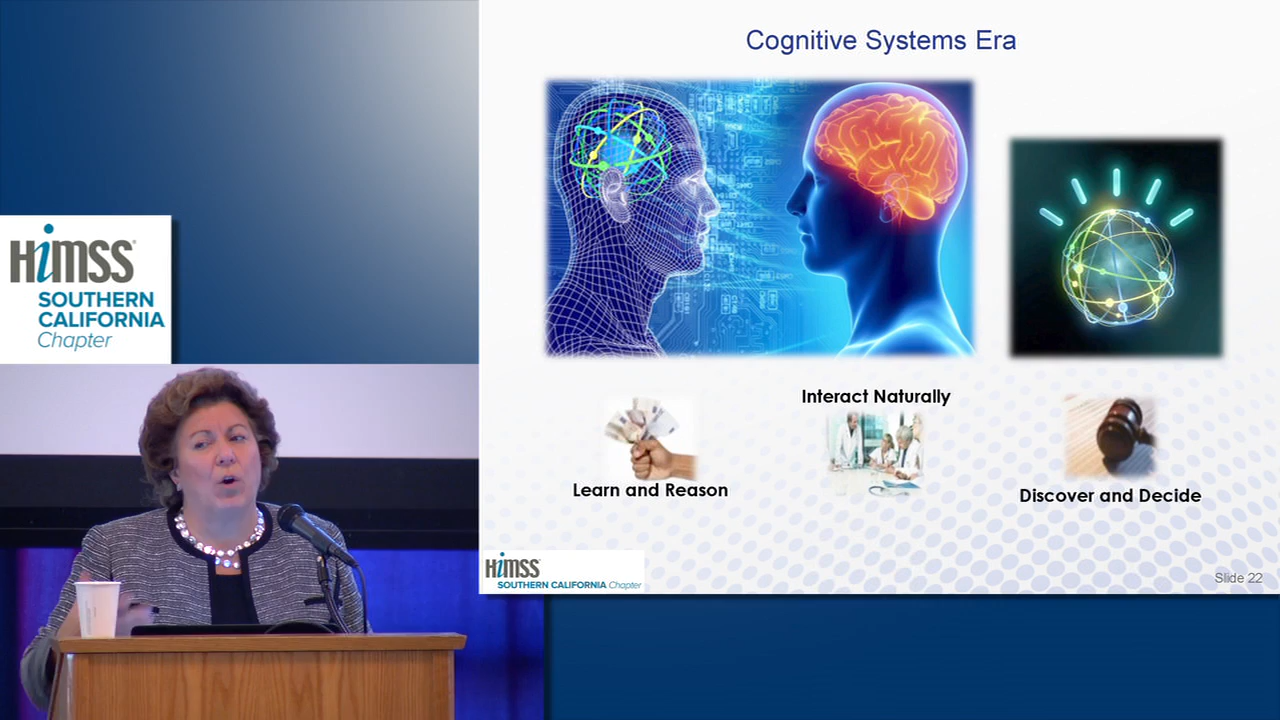 HiMSS
SOUTHERN
CALIFORNIA
Chapter
Cognitive Systems Era
Interact Naturally
Learn and Reason
Discover and Decide
HiMSS
SOUTHERN CALIFORNIA Chapter
Slide 22